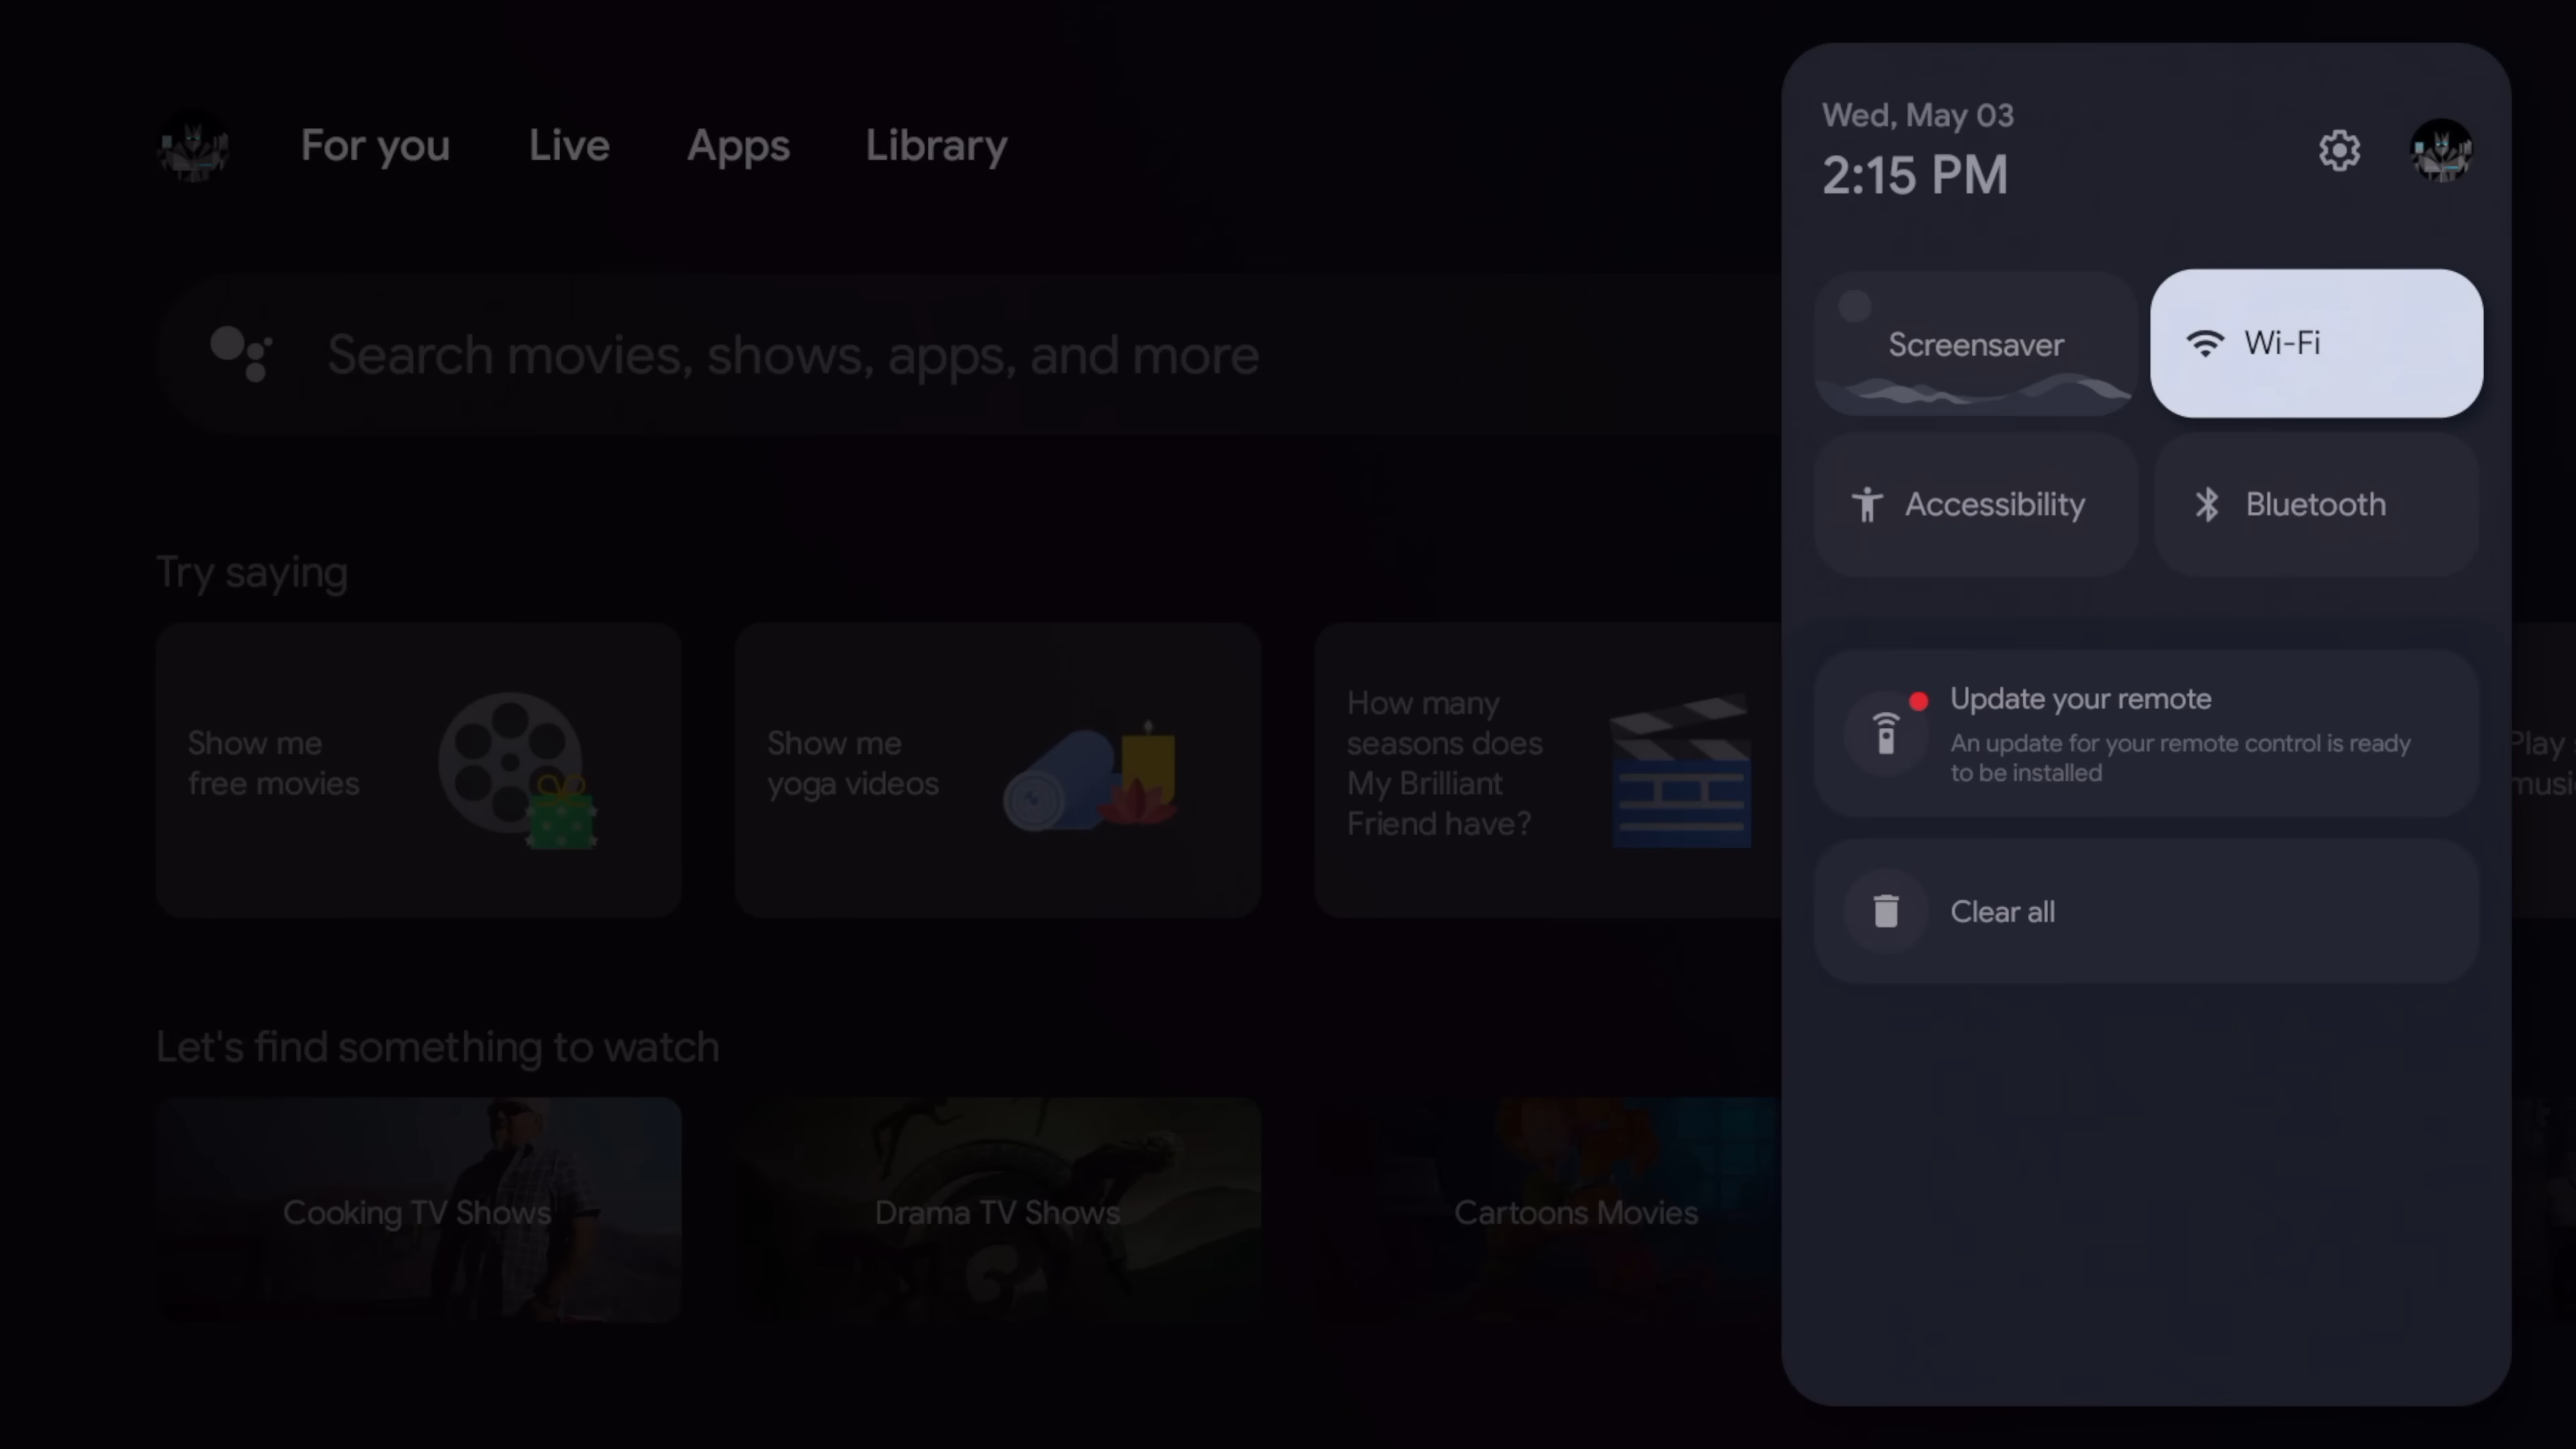 For you
Live
Apps
Library
Search movies, shows, apps, and more
Try saying
Show me
free movies
Show me
yoga videos
How many
seasons does
My Brilliant
Friend have?
Play
Let's find something to watch
Cooking TV Shows
Drama TV Shows
Cartoons Movies
Wed, May 03
2:15 PM
Screensaver
Wi-Fi
Accessibility
Bluetooth
Update your remote
An update for your remote control is ready
to be installed
Clear all